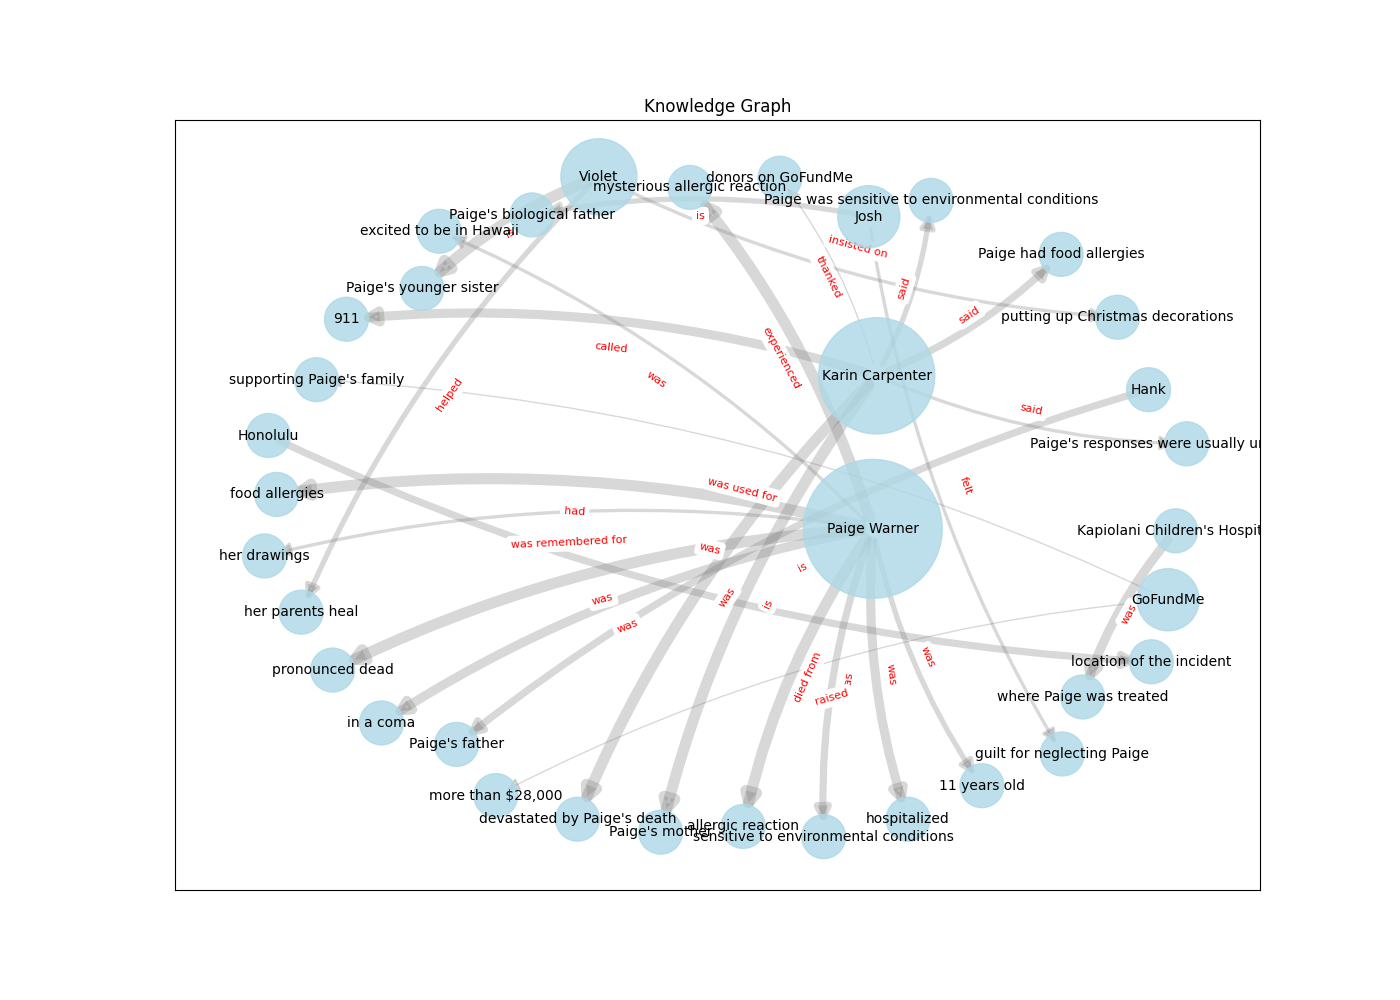 Knowledge Graph
Violet
mysterious allergic reaction
donors on GoFundMe
Paige was sensitive to environmental conditions
Josh
Paige's biological father
excited to be in Hawaii
is
is
insisted on
Paige had food allergies
thanked
said
Paige's younger sister
911
said
putting up Christmas decorations
called
experienced
Karin Carpenter
supporting Paige's family
was
helped
Hank
said
Honolulu
Paige's responses were usually
food allergies
was used for
felt
had
Paige Warner
Kapiolani Children's
her drawings
was remembered for
was
is
GoFundMe
her parents heal
was
was
is
was
was
pronounced dead
died from
raised
was
was
location of the incident
where Paige was treated
in a coma
Paige's father
guilt for neglecting Paige
more than $28,000
11 years old
devastated by Paige's death
Paige's mother
allergic reaction
sensitive to environmental conditions
hospitalized